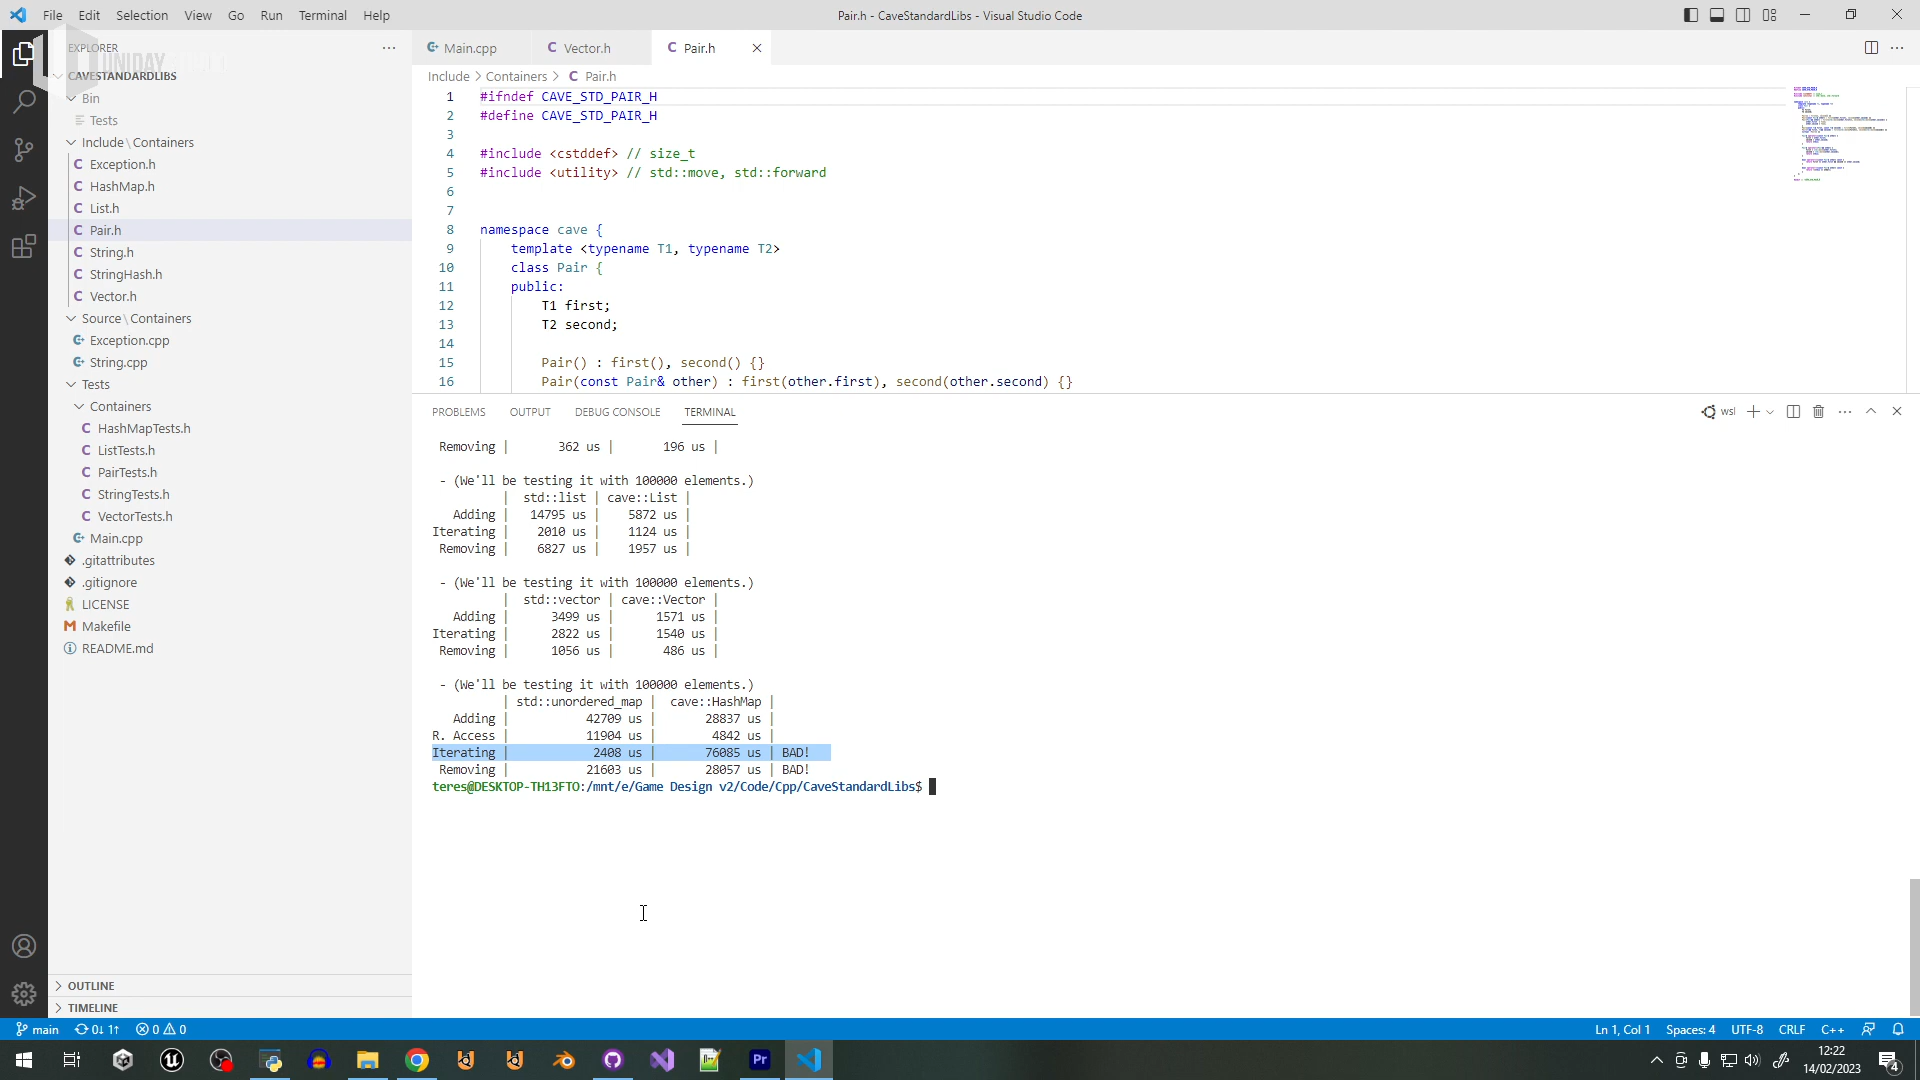 File Edit Selection View Go Run Terminal Help
Pair.h - CaveStandardLibs - Visual Studio Code
EXPLORER
UNIDAY
CAVESTANDARDLIBS
Bin
Tests
Include\Containers
Exception.h
HashMap.h
List.h
Pair.h
String.h
StringHash.h
Vector.h
Source\Containers
Exception.cpp
String.cpp
Tests
Containers
HashMapTests.h
ListTests.h
PairTests.h
StringTests.h
VectorTests.h
Main.cpp
.gitattributes
.gitignore
LICENSE
Makefile
README.md
OUTLINE
TIMELINE
Main.cpp Vector.h Pair.h
Include > Containers > Pair.h
1 #ifndef CAVE_STD_PAIR_H
2 #define CAVE_STD_PAIR_H
3
4 #include <cstddef> // size_t
5 #include <utility> // std::move, std::forward
6
7
8 namespace cave {
9 template <typename T1, typename T2>
10 class Pair {
11 public:
12 T1 first;
13 T2 second;
14
15 Pair() : first(), second() {}
16 Pair(const Pair& other) : first(other.first), second(other.second) {}
PROBLEMS OUTPUT DEBUG CONSOLE TERMINAL
wsl
Removing | 362 us | 196 us |
- (We'll be testing it with 100000 elements.)
| std::list | cave::List |
Adding | 14795 us | 5872 us |
Iterating | 2010 us | 1124 us |
Removing | 6827 us | 1957 us |
- (We'll be testing it with 100000 elements.)
| std::vector | cave::Vector |
Adding | 3499 us | 1571 us |
Iterating | 2822 us | 1540 us |
Removing | 1056 us | 486 us |
- (We'll be testing it with 100000 elements.)
| std::unordered_map | cave::HashMap |
Adding | 42709 us | 28837 us |
R. Access | 11904 us | 4842 us |
Iterating | 2408 us | 76085 us | BAD!
Removing | 21603 us | 28057 us | BAD!
teres@DESKTOP-TH13FTO:/mnt/e/Game Design v2/Code/Cpp/CaveStandardLibs$
main 0↓ 1↑ 0 0
Ln 1, Col 1 Spaces: 4 UTF-8 CRLF C++
Pr
12:22
14/02/2023
4